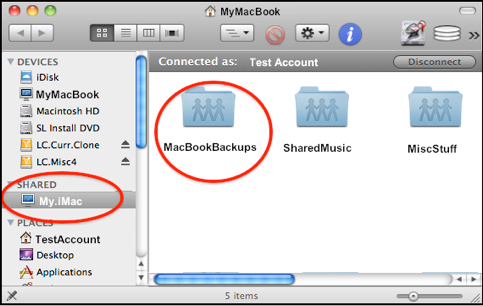 MyMacBook
DEVICES
iDisk
MyMacBook
Macintosh HD
SL Install DVD
LC.Curr.Clone
LC.Misc4
SHARED
My.iMac
PLACES
TestAccount
Desktop
Applications
Connected as: Test Account
Disconnect
MacBookBackups
SharedMusic
MiscStuff
5 items